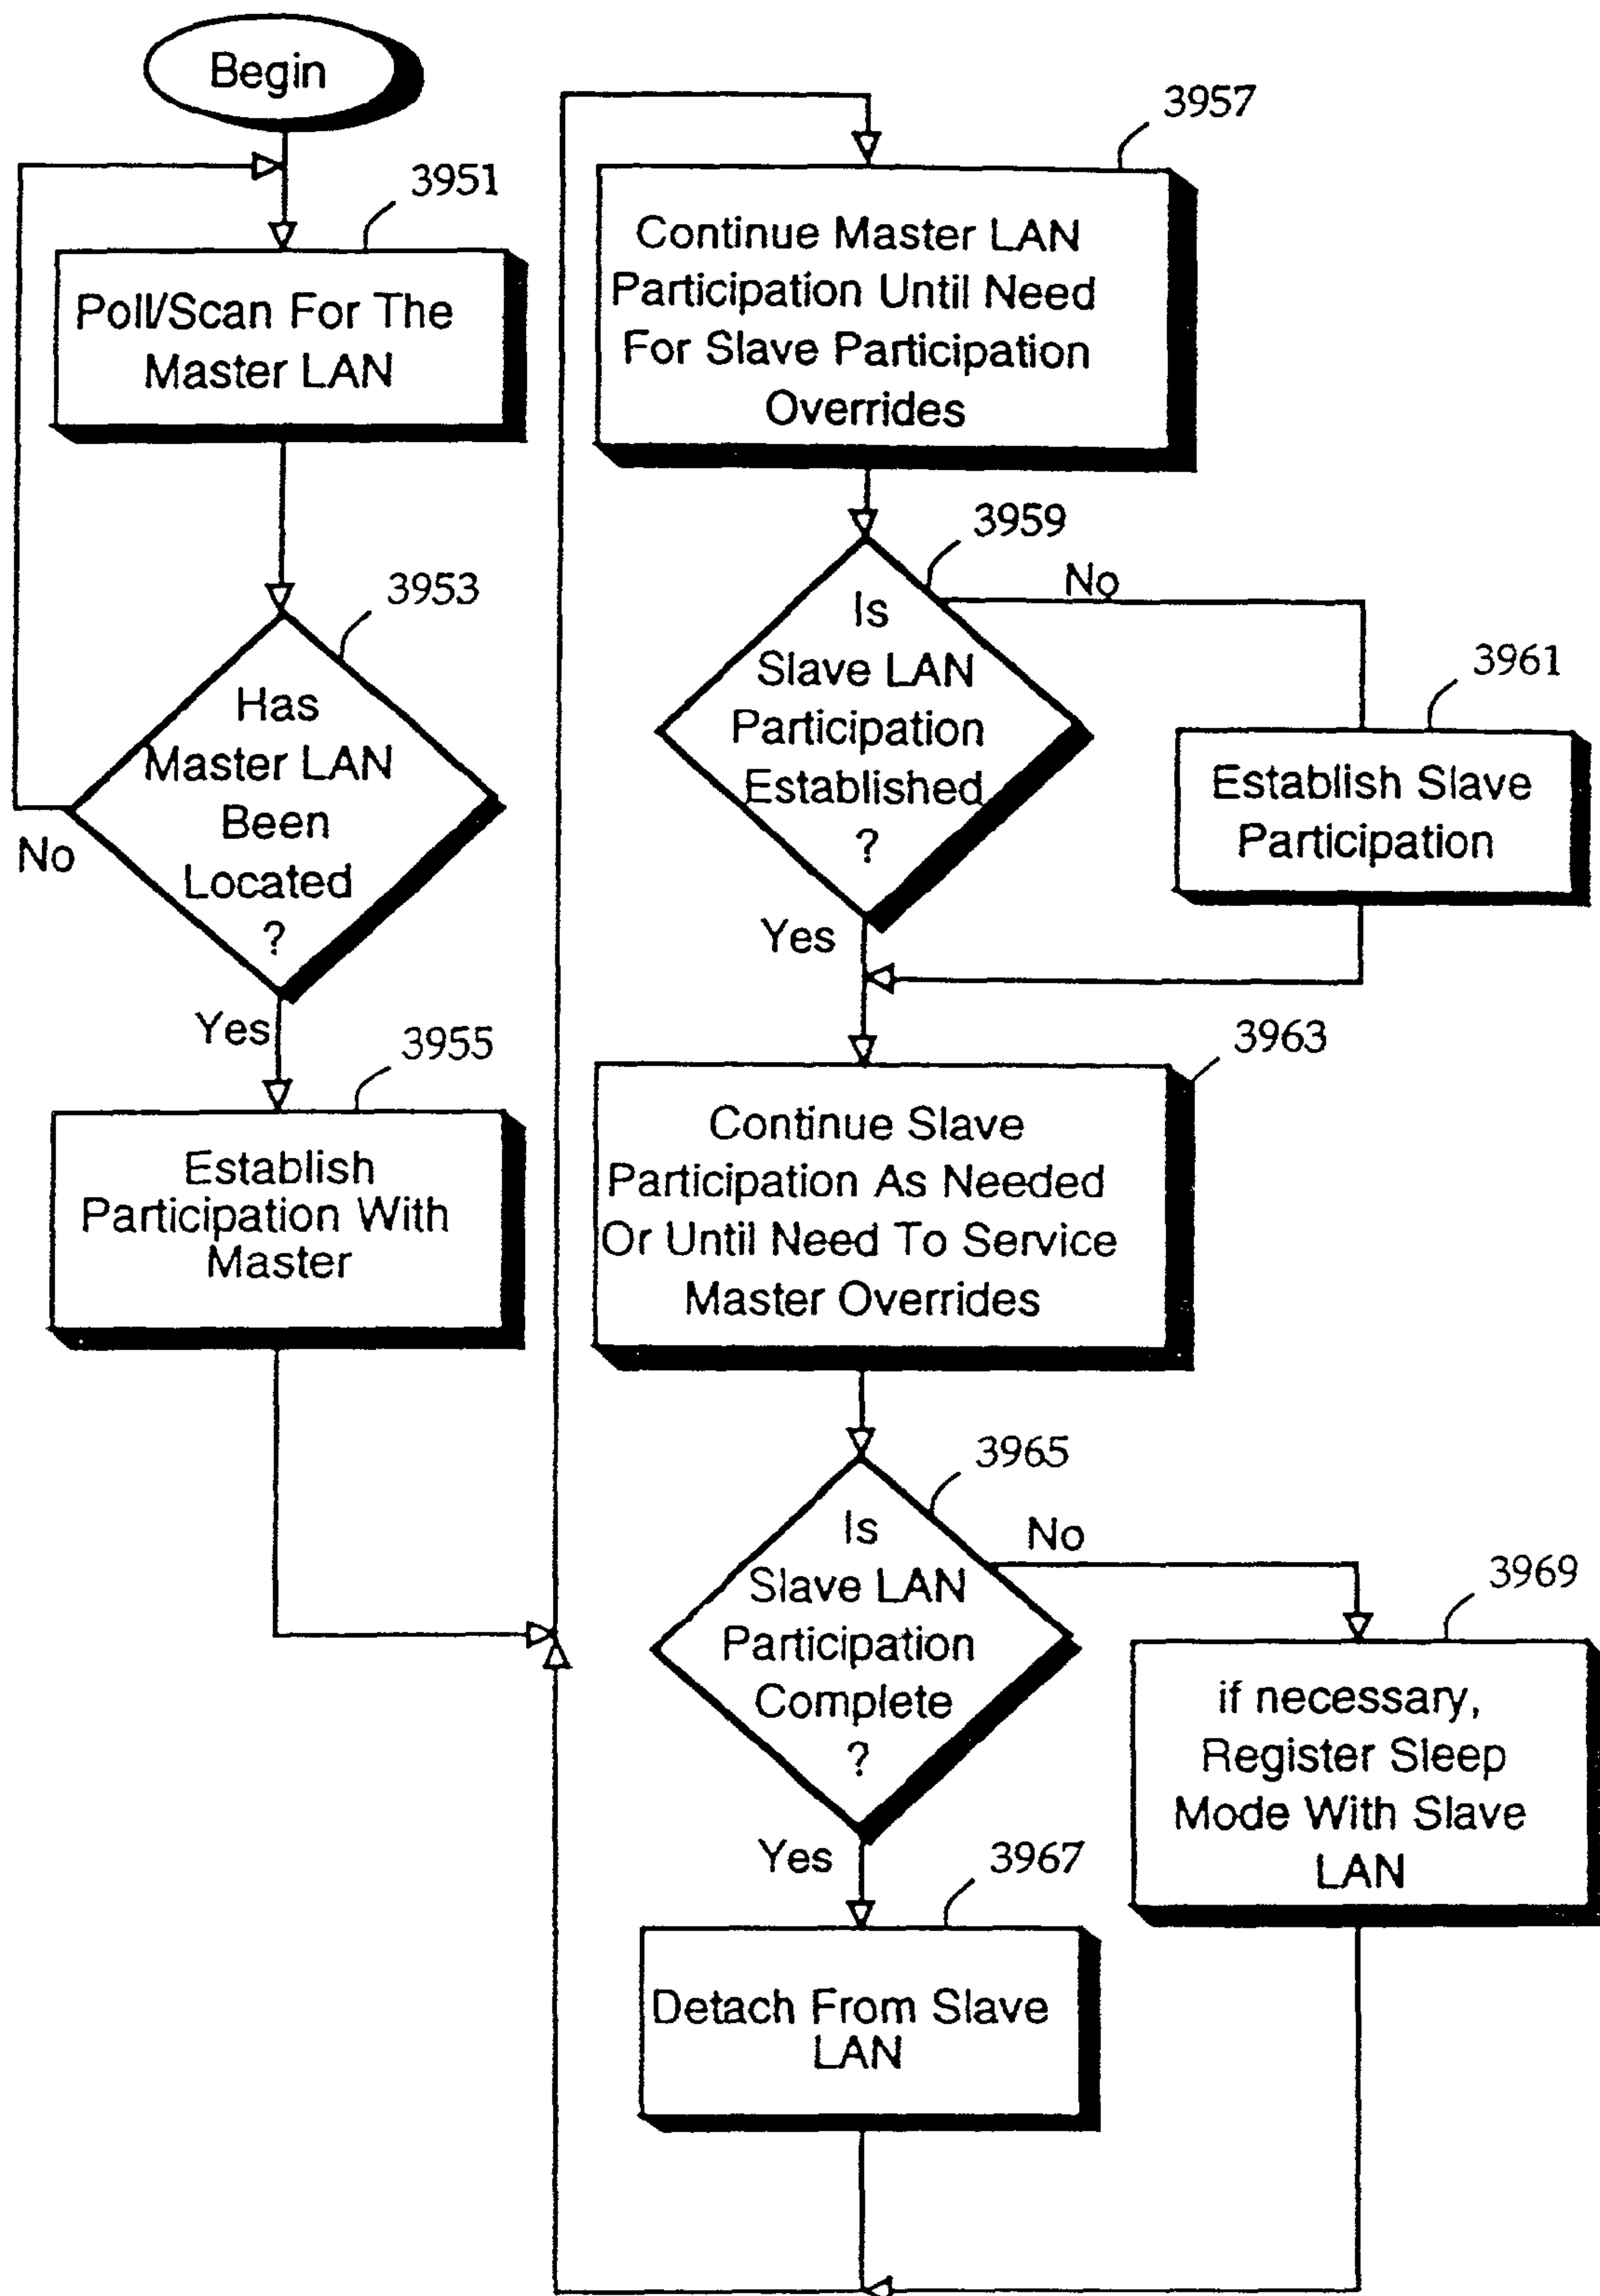 Begin
3951
Poll/Scan For The
Master LAN
3953
Has
Master LAN
Been
Located
?
No
Yes
3955
Establish
Participation With
Master
3957
Continue Master LAN
Participation Until Need
For Slave Participation
Overrides
3959
Is
Slave LAN
Participation
Established
?
No
Yes
3961
Establish Slave
Participation
3963
Continue Slave
Participation As Needed
Or Until Need To Service
Master Overrides
3965
Is
Slave LAN
Participation
Complete
?
No
Yes
3969
if necessary,
Register Sleep
Mode With Slave
LAN
3967
Detach From Slave
LAN